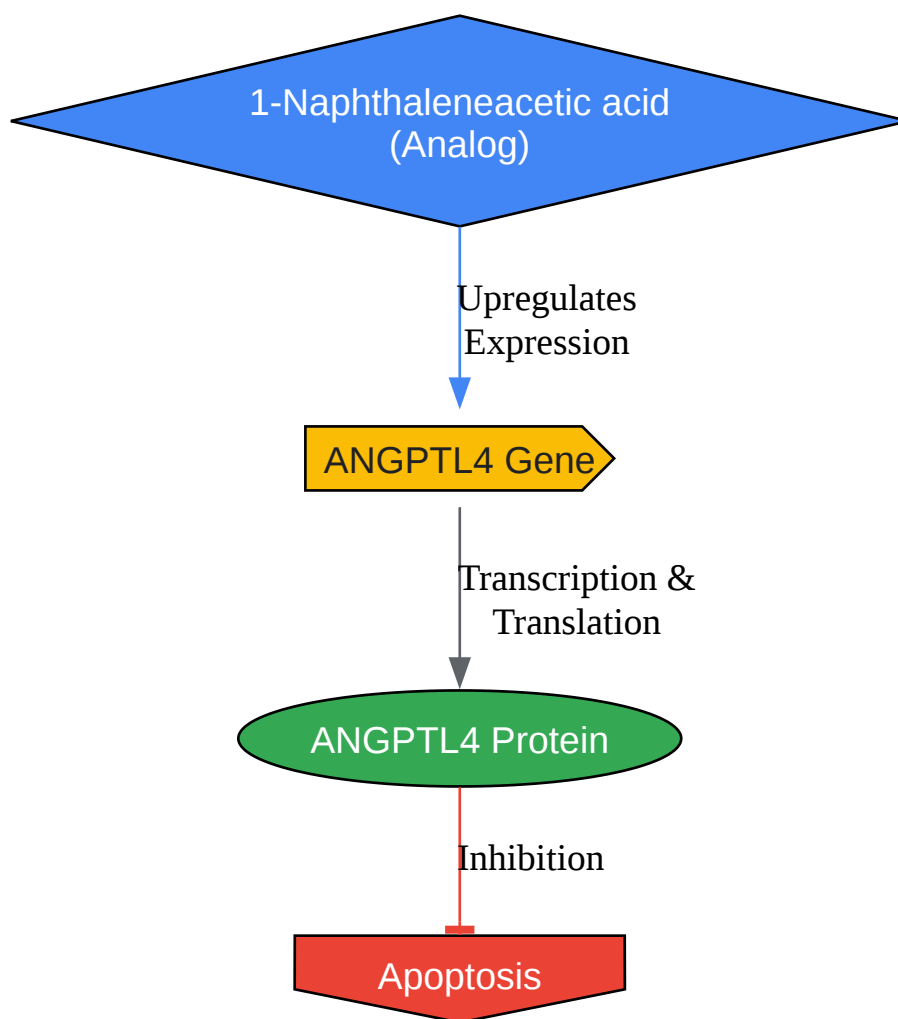 1-Naphthaleneacetic acid
(Analog)
Upregulates
Expression
ANGPTL4 Gene
Transcription &
Translation
ANGPTL4 Protein
Inhibition
Apoptosis